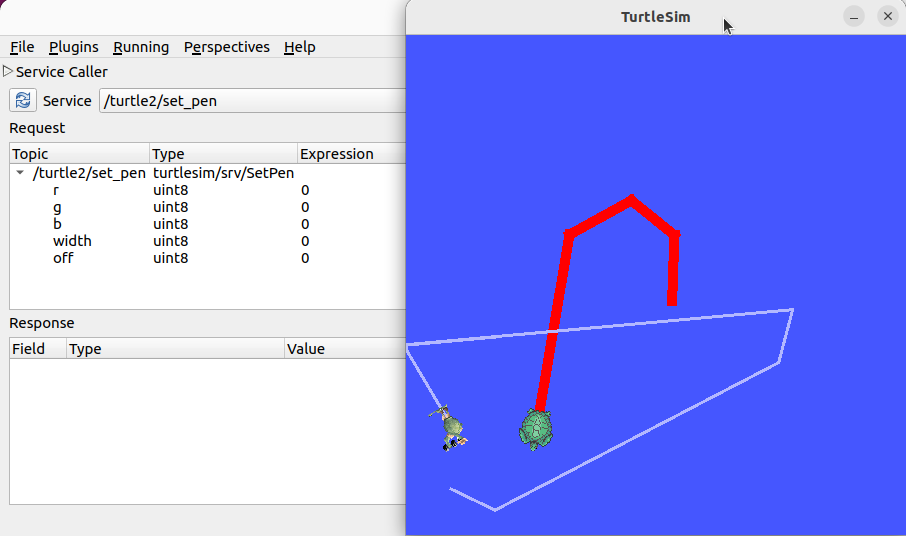 TurtleSim
File Plugins Running Perspectives Help
Service Caller
Service /turtle2/set_pen
Request
Topic Type Expression
/turtle2/set_pen turtlesim/srv/SetPen
r uint8 0
g uint8 0
b uint8 0
width uint8 0
off uint8 0
Response
Field Type Value